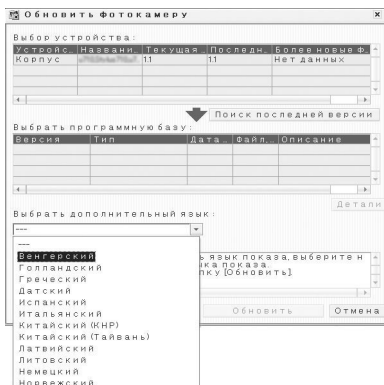 Обновить фотокамеру
Выбор устройства:
Устройс... Названи... Текущая... Последн... Более новые ф...
Корпус 1.1 1.1 Нет данных
Поиск последней версии
Выбрать программную базу:
Версия Тип Дата... Файл... Описание
Детали
Выбрать дополнительный язык:
---
---
Венгерский
ь язык показа, выберите н
Голландский
ка показа.
Греческий
пку [Обновить].
Датский
Испанский
Итальянский
Обновить Отмена
Китайский (КНР)
Китайский (Тайвань)
Латвийский
Литовский
Немецкий
Норвежский